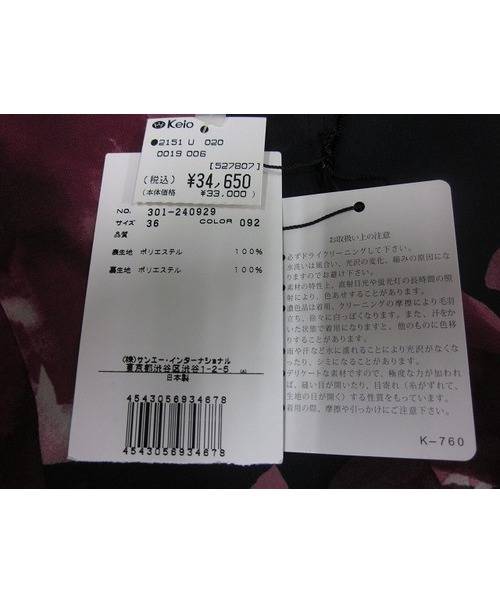 Keio
●2151 U 020
0019 006
[527807]
(税込) ¥34,650
(本体価格 ¥33,000)
NO. 301-240929
サイズ 36 COLOR 092
品質
裏生地 ポリエステル 100%
裏生地 ポリエステル 100%
(株)サンエー・インターナショナル
東京都渋谷区渋谷1-2-5 (A)
日本製
4543056934678
4543056934678
お取扱い上の注意
必ずドライクリーニングして下さい。
水洗いは風合い、光沢の変化、縮みの原因にな
りますのでお避け下さい。
素材の特性上、直射日光や蛍光灯の長時間の照
射により、色あせすることがあります。
濃色品は着用、クリーニングの摩擦により毛羽
立ち、徐々に白っぽくなります。また、汗をか
いた状態で着用になりますと、他のものに色移
りすることがあります。
雨や汗など水に濡れることにより光沢がなくな
ったり、シミになることがあります。
●デリケートな素材ですので、極度な力が加われ
ば、縫い目が開いたり、目寄れ(糸がずれて、
生地の目が開く)する性質をもっています。
●着用の際、摩擦や引っかけにご注意下さい。
K-760